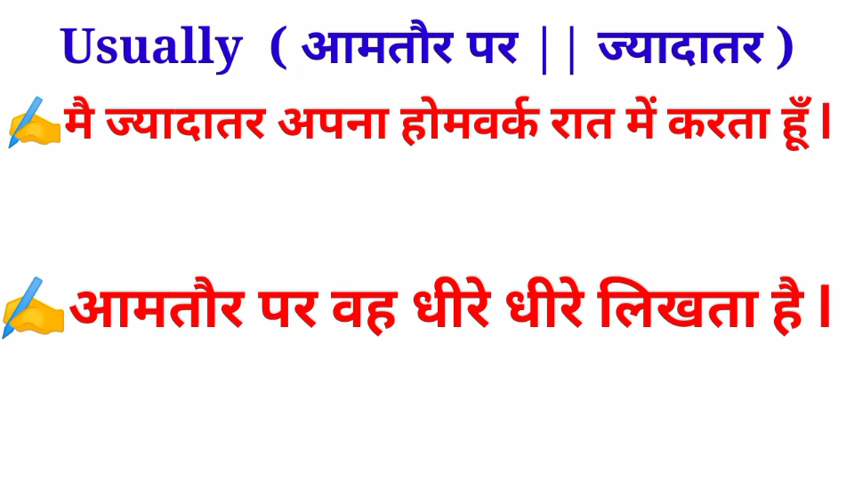 Usually ( आमतौर पर || ज्यादातर )
✍️मै ज्यादातर अपना होमवर्क रात में करता हूँ l
✍️आमतौर पर वह धीरे धीरे लिखता है l